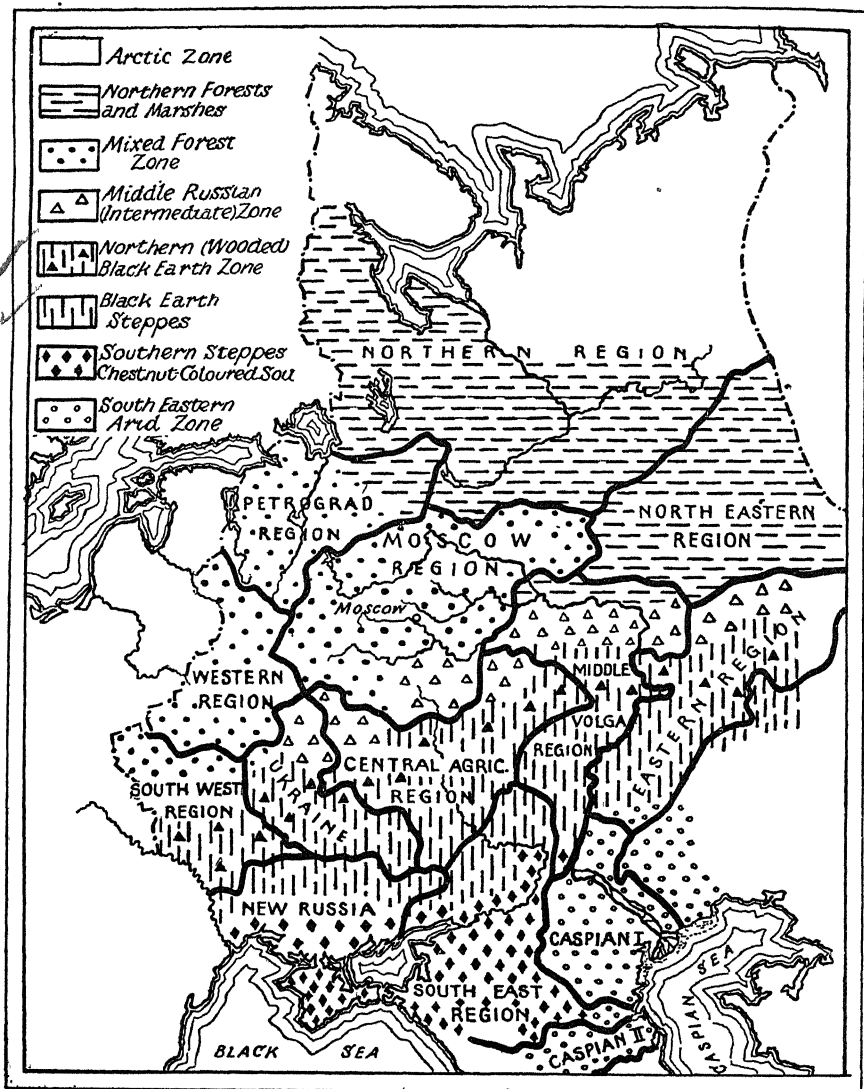 Arctic Zone
Northern Forests
and Marshes
Mixed Forest
Zone
Middle Russian
(Intermediate) Zone
Northern (Wooded)
Black Earth Zone
Black Earth
Steppes
Southern Steppes
Chestnut-Coloured Soil
South Eastern
Arid Zone
NORTHERN REGION
PETROGRAD
REGION
MOSCOW
REGION
Moscow
NORTH EASTERN
REGION
WESTERN
REGION
MIDDLE
VOLGA
REGION
EASTERN REGION
CENTRAL AGRIC.
REGION
UKRAINE
SOUTH WEST
REGION
NEW RUSSIA
CASPIAN I
SOUTH EAST
REGION
CASPIAN II
CASPIAN SEA
BLACK SEA